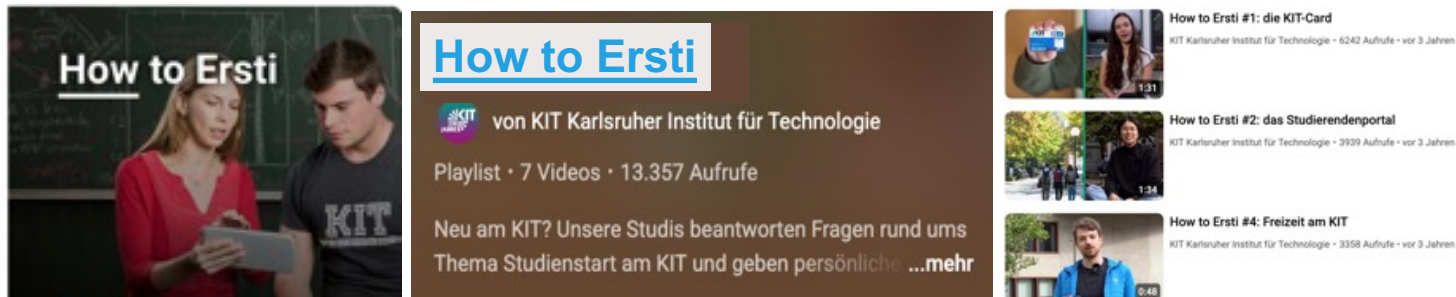 How to Ersti
KIT
How to Ersti
KIT
von KIT Karlsruher Institut für Technologie
Playlist • 7 Videos • 13.357 Aufrufe
Neu am KIT? Unsere Studis beantworten Fragen rund ums
Thema Studienstart am KIT und geben persönliche ...mehr
KIT
1:31
How to Ersti #1: die KIT-Card
KIT Karlsruher Institut für Technologie • 6242 Aufrufe • vor 3 Jahren
1:34
How to Ersti #2: das Studierendenportal
KIT Karlsruher Institut für Technologie • 3939 Aufrufe • vor 3 Jahren
0:48
How to Ersti #4: Freizeit am KIT
KIT Karlsruher Institut für Technologie • 3358 Aufrufe • vor 3 Jahren